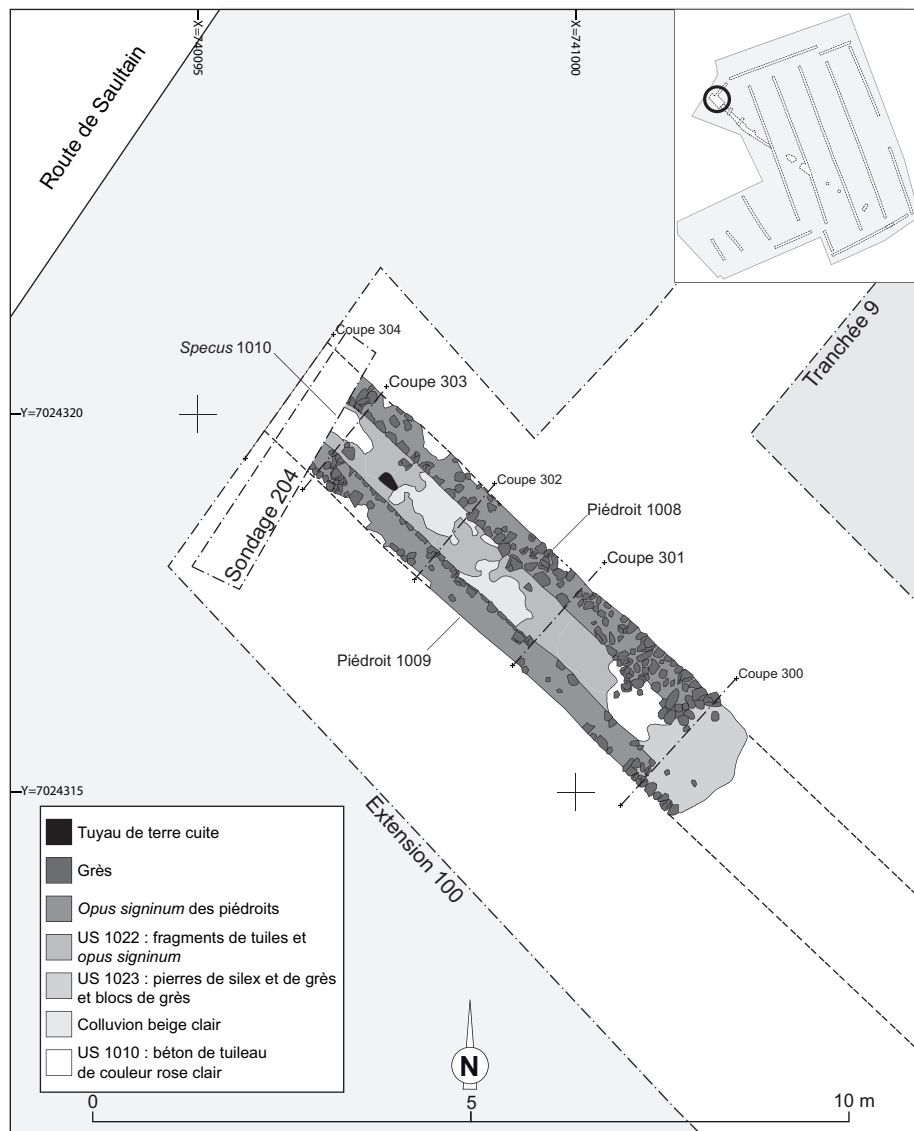 X=740095
X=741000
Route de Saultain
Tranchée 9
Coupe 304
Specus 1010
Coupe 303
Y=7024320
Coupe 302
Sondage 204
Piédroit 1008
Coupe 301
Piédroit 1009
Coupe 300
Y=7024315
Extension 100
Tuyau de terre cuite
Grès
Opus signinum des piédroits
US 1022 : fragments de tuiles et
opus signinum
US 1023 : pierres de silex et de grès
et blocs de grès
Colluvion beige clair
US 1010 : béton de tuileau
de couleur rose clair
N
0
5
10 m